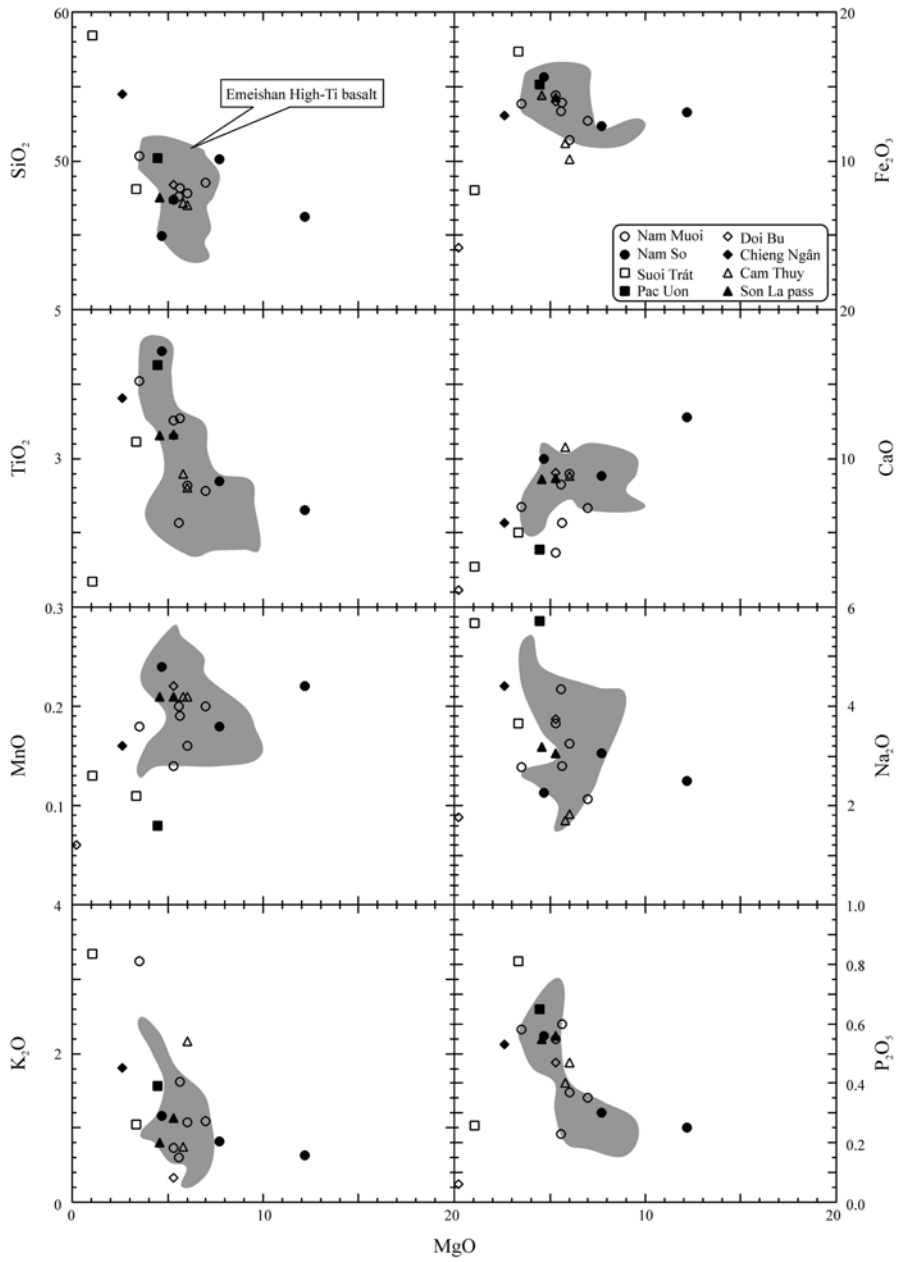 60
20
Emeishan High-Ti basalt
SiO₂
50
10
Fe₂O₃
Nam Muoi
Doi Bu
Nam So
Chieng Ngân
Suoi Trát
Cam Thuy
Pac Uon
Son La pass
5
20
20
TiO₂
3
10
CaO
0.3
6
MnO
0.2
4
Na₂O
0.1
2
4
1.0
0.8
K₂O
2
0.6
P₂O₅
0.4
0.2
0
0.0
0
10
20
10
20
MgO